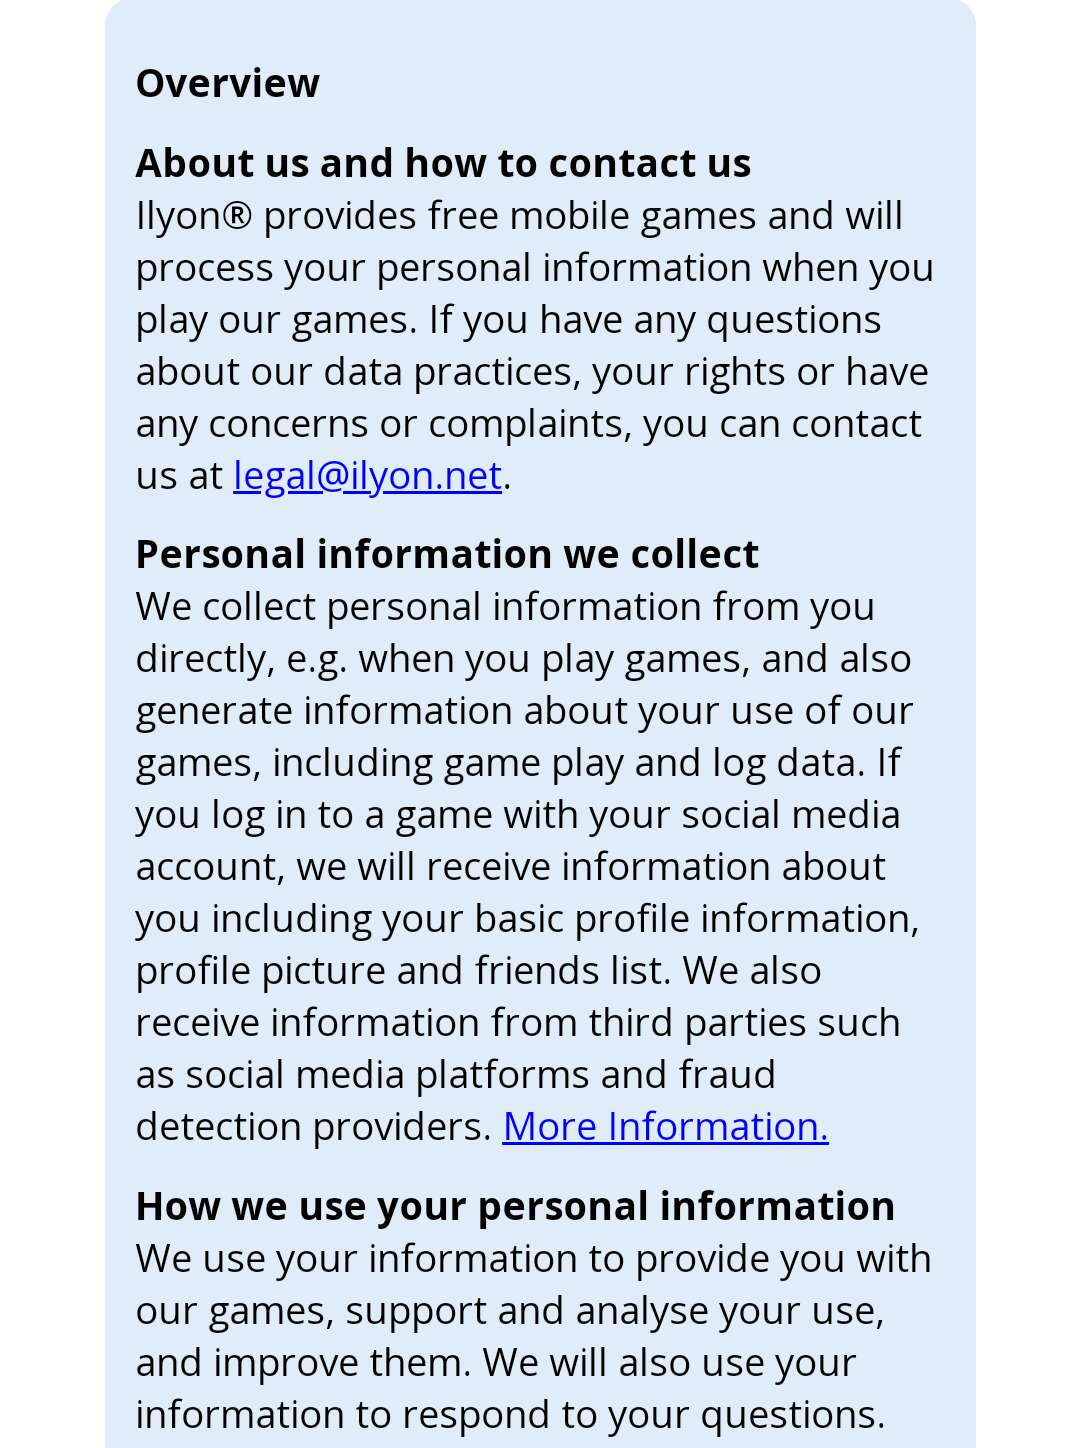 Overview
About us and how to contact us
Ilyon® provides free mobile games and will
process your personal information when you
play our games. If you have any questions
about our data practices, your rights or have
any concerns or complaints, you can contact
us at legal@ilyon.net.
Personal information we collect
We collect personal information from you
directly, e.g. when you play games, and also
generate information about your use of our
games, including game play and log data. If
you log in to a game with your social media
account, we will receive information about
you including your basic profile information,
profile picture and friends list. We also
receive information from third parties such
as social media platforms and fraud
detection providers. More Information.
How we use your personal information
We use your information to provide you with
our games, support and analyse your use,
and improve them. We will also use your
information to respond to your questions.